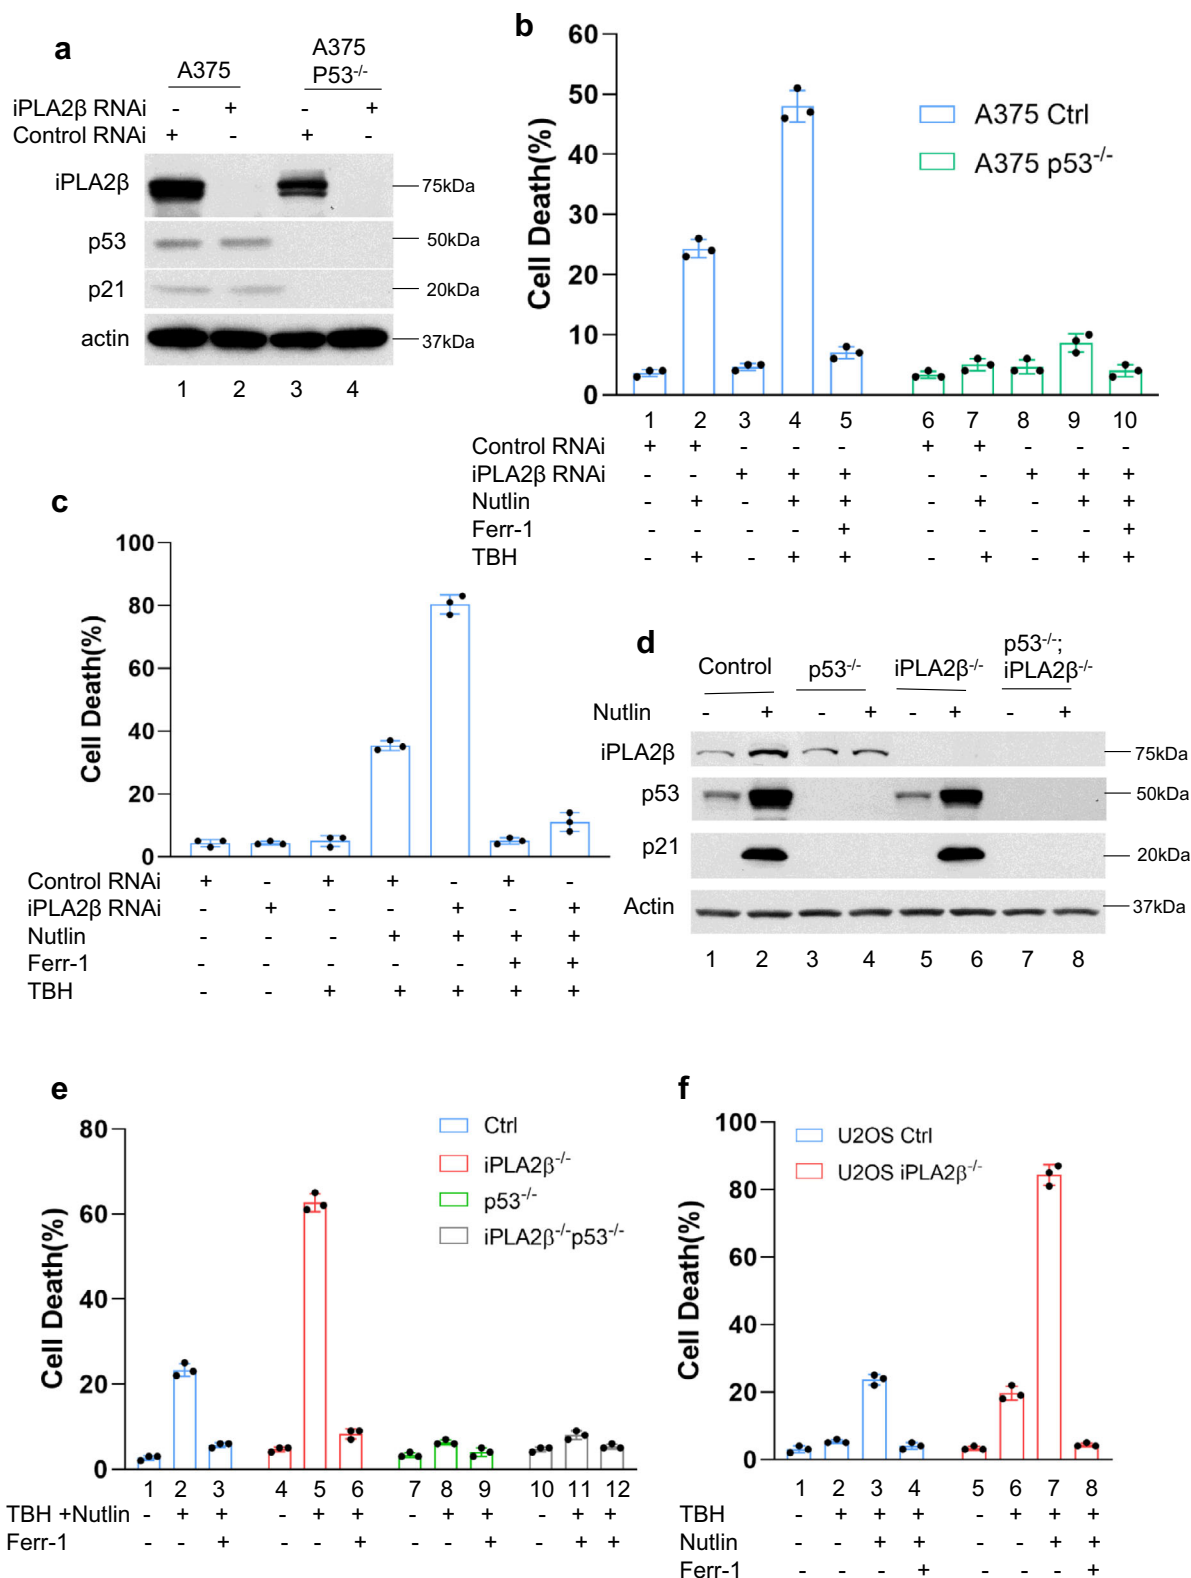 a
A375
A375
P53-/-
iPLA2β RNAi - + - +
Control RNAi + - + -
iPLA2β
75kDa
p53
50kDa
p21
20kDa
actin
37kDa
1 2 3 4
b
Cell Death(%)
60
50
40
30
20
10
0
A375 Ctrl
A375 p53-/-
1 2 3 4 5 6 7 8 9 10
Control RNAi + + - - - + + - - -
iPLA2β RNAi - - + + + - - + + +
Nutlin - + - + + - + - + +
Ferr-1 - - - - + - - - - +
TBH - + - + + - + - + +
c
Cell Death(%)
100
80
60
40
20
0
Control RNAi + - + + - + -
iPLA2β RNAi - + - - + - +
Nutlin - - - + + + +
Ferr-1 - - - - - + +
TBH - - + + + + +
d
Control
p53-/-
iPLA2β-/-
p53-/-;
iPLA2β-/-
Nutlin - + - + - + - +
iPLA2β
75kDa
p53
50kDa
p21
20kDa
Actin
37kDa
1 2 3 4 5 6 7 8
e
Cell Death(%)
80
60
40
20
0
Ctrl
iPLA2β-/-
p53-/-
iPLA2β-/-p53-/-
1 2 3 4 5 6 7 8 9 10 11 12
TBH +Nutlin - + + - + + - + + - + +
Ferr-1 - - + - - + - - + - + +
f
Cell Death(%)
100
80
60
40
20
0
U2OS Ctrl
U2OS iPLA2β-/-
1 2 3 4 5 6 7 8
TBH - + + + - + + +
Nutlin - - + + - - + +
Ferr-1 - - - + - - - +